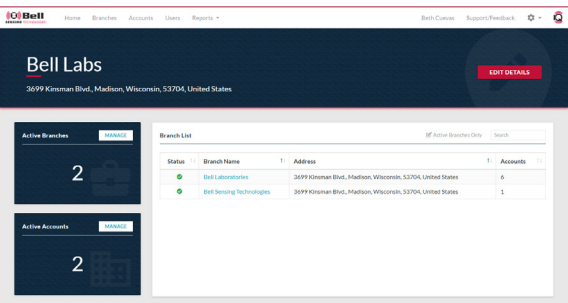 Bell
SENSING TECHNOLOGIES
Home Branches Accounts Users Reports Beth Cuevas Support/Feedback
Bell Labs
3699 Kinsman Blvd., Madison, Wisconsin, 53704, United States
EDIT DETAILS
Active Branches MANAGE
2
Active Accounts MANAGE
2
Branch List Active Branches Only Search
Status Branch Name Address Accounts
Bell Laboratories 3699 Kinsman Blvd., Madison, Wisconsin, 53704, United States 6
Bell Sensing Technologies 3699 Kinsman Blvd., Madison, Wisconsin, 53704, United States 1